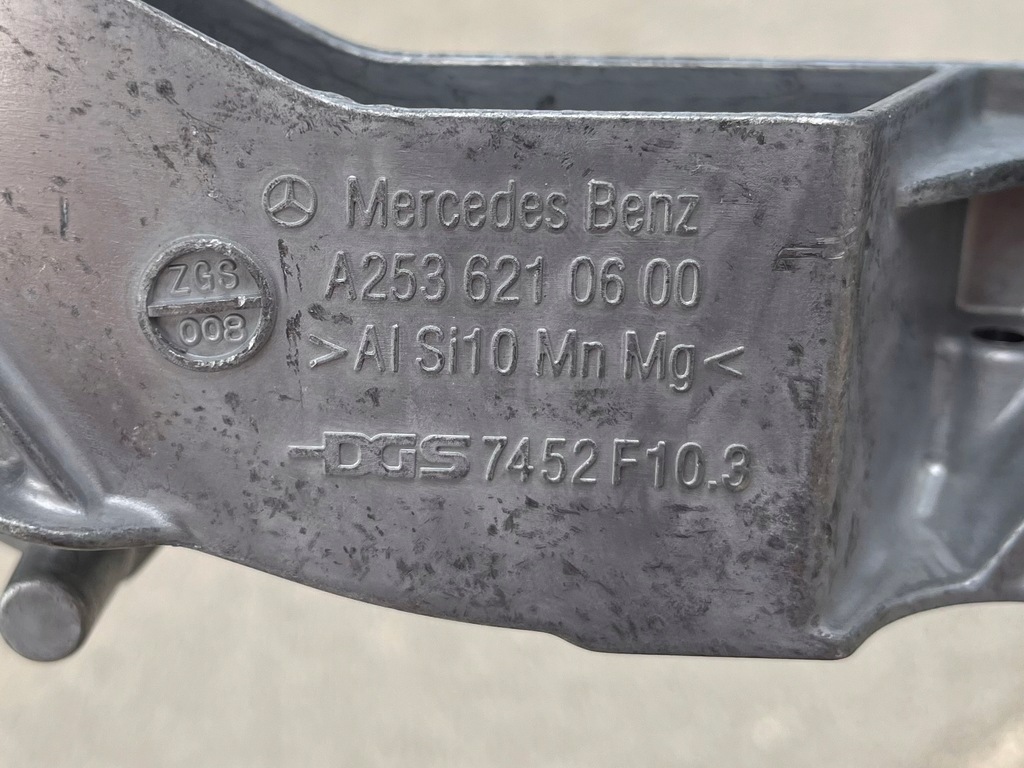 Mercedes Benz
A253 621 06 00
ZGS
008
>Al Si10 Mn Mg<
DGS 7452 F10.3